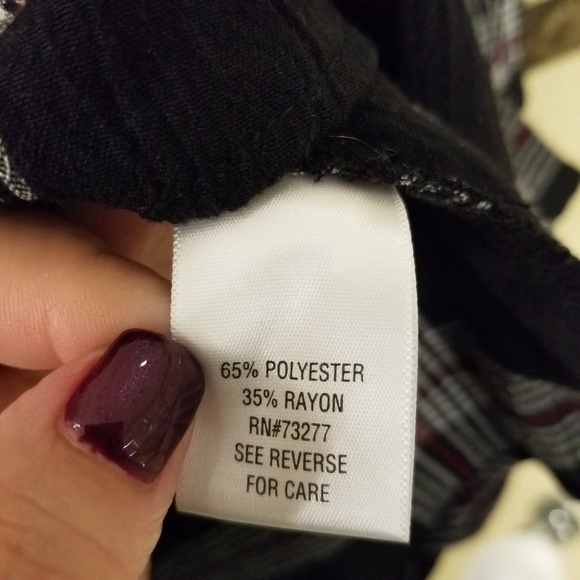 65% POLYESTER
35% RAYON
RN#73277
SEE REVERSE
FOR CARE